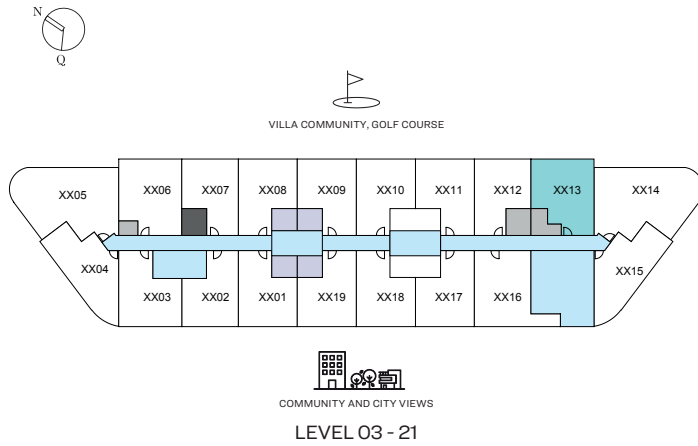 N
Q
VILLA COMMUNITY, GOLF COURSE
XX05 XX06 XX07 XX08 XX09 XX10 XX11 XX12 XX13 XX14
XX04 XX03 XX02 XX01 XX19 XX18 XX17 XX16 XX15
COMMUNITY AND CITY VIEWS
LEVEL 03 - 21